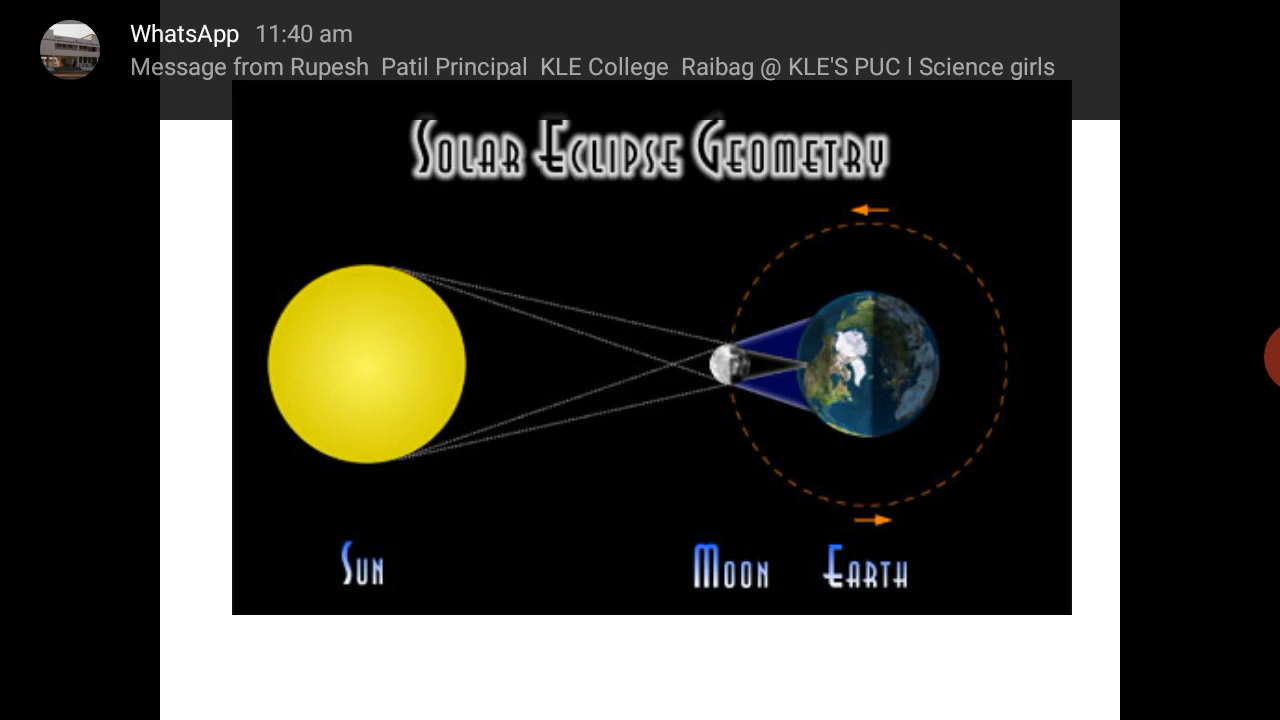 WhatsApp 11:40 am
Message from Rupesh Patil Principal KLE College Raibag @ KLE'S PUC l Science girls
Solar Eclipse Geometry
Sun
Moon
Earth